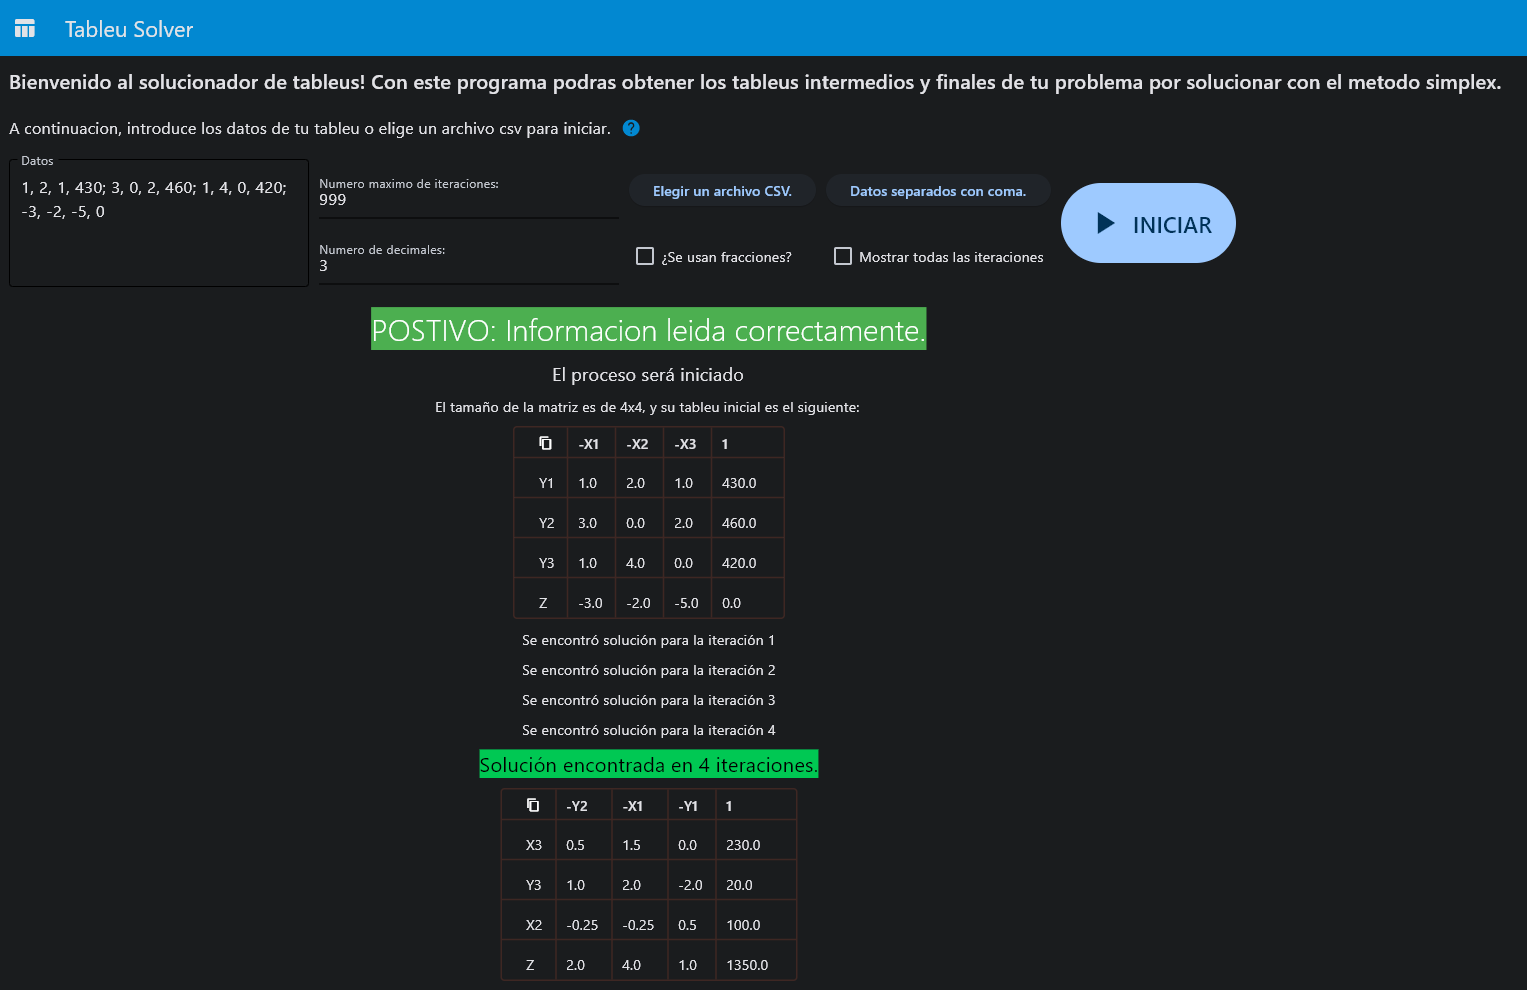 Tableu Solver
Bienvenido al solucionador de tableus! Con este programa podras obtener los tableus intermedios y finales de tu problema por solucionar con el metodo simplex.
A continuacion, introduce los datos de tu tableu o elige un archivo csv para iniciar. ?
Datos
1, 2, 1, 430; 3, 0, 2, 460; 1, 4, 0, 420;
-3, -2, -5, 0
Numero maximo de iteraciones:
999
Numero de decimales:
3
Elegir un archivo CSV.
Datos separados con coma.
¿Se usan fracciones?
Mostrar todas las iteraciones
INICIAR
POSTIVO: Informacion leida correctamente.
El proceso será iniciado
El tamaño de la matriz es de 4x4, y su tableu inicial es el siguiente:
-X1 -X2 -X3 1
Y1 1.0 2.0 1.0 430.0
Y2 3.0 0.0 2.0 460.0
Y3 1.0 4.0 0.0 420.0
Z -3.0 -2.0 -5.0 0.0
Se encontró solución para la iteración 1
Se encontró solución para la iteración 2
Se encontró solución para la iteración 3
Se encontró solución para la iteración 4
Solución encontrada en 4 iteraciones.
-Y2 -X1 -Y1 1
X3 0.5 1.5 0.0 230.0
Y3 1.0 2.0 -2.0 20.0
X2 -0.25 -0.25 0.5 100.0
Z 2.0 4.0 1.0 1350.0